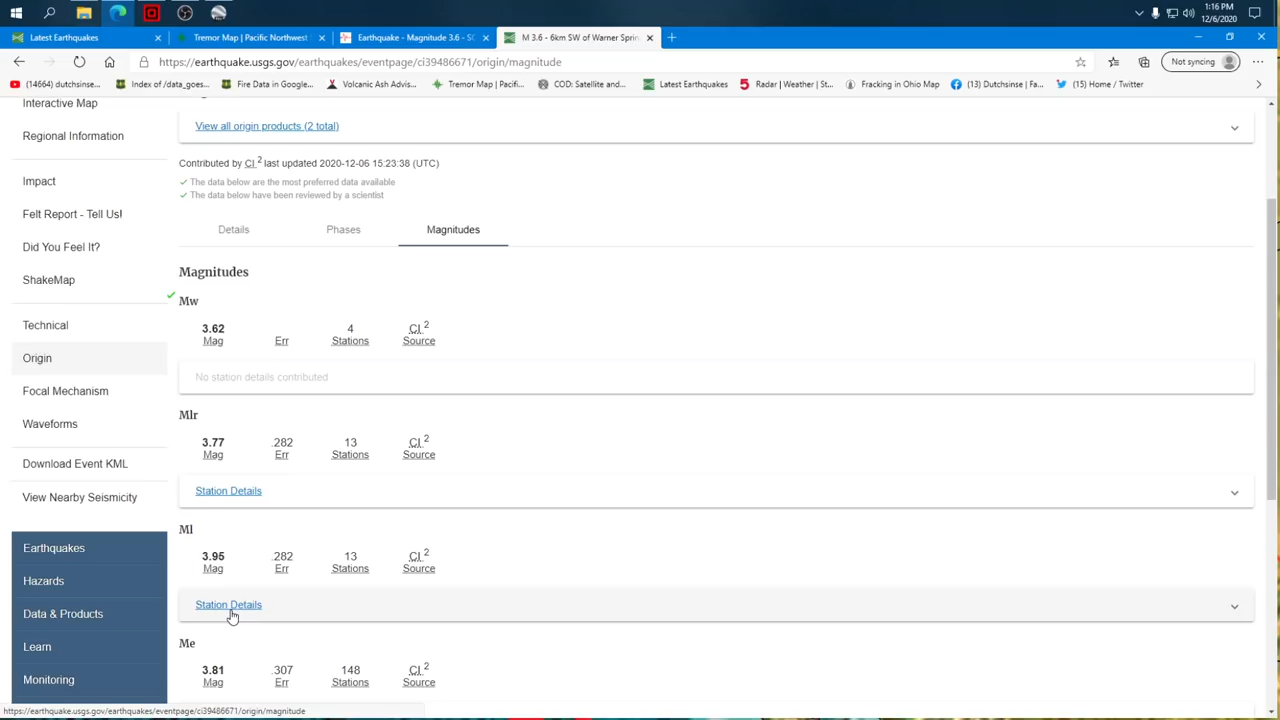 1:16 PM
12/6/2020
Latest Earthquakes
Tremor Map | Pacific Northwest
Earthquake - Magnitude 3.6 - SO
M 3.6 - 6km SW of Warner Sprin
https://earthquake.usgs.gov/earthquakes/eventpage/ci39486671/origin/magnitude
Not syncing
(14664) dutchsinse...
Index of /data_goes...
Fire Data in Google...
Volcanic Ash Advis...
Tremor Map | Pacifi...
COD: Satellite and...
Latest Earthquakes
Radar | Weather | St...
Fracking in Ohio Map
(13) Dutchsinse | Fa...
(15) Home / Twitter
Interactive Map
Regional Information
Impact
Felt Report - Tell Us!
Did You Feel It?
ShakeMap
Technical
Origin
Focal Mechanism
Waveforms
Download Event KML
View Nearby Seismicity
Earthquakes
Hazards
Data & Products
Learn
Monitoring
View all origin products (2 total)
Contributed by CI 2 last updated 2020-12-06 15:23:38 (UTC)
The data below are the most preferred data available
The data below have been reviewed by a scientist
Details Phases Magnitudes
Magnitudes
Mw
3.62 4 CI 2
Mag Err Stations Source
No station details contributed
Mlr
3.77 .282 13 CI 2
Mag Err Stations Source
Station Details
Ml
3.95 .282 13 CI 2
Mag Err Stations Source
Station Details
Me
3.81 .307 148 CI 2
Mag Err Stations Source
https://earthquake.usgs.gov/earthquakes/eventpage/ci39486671/origin/magnitude